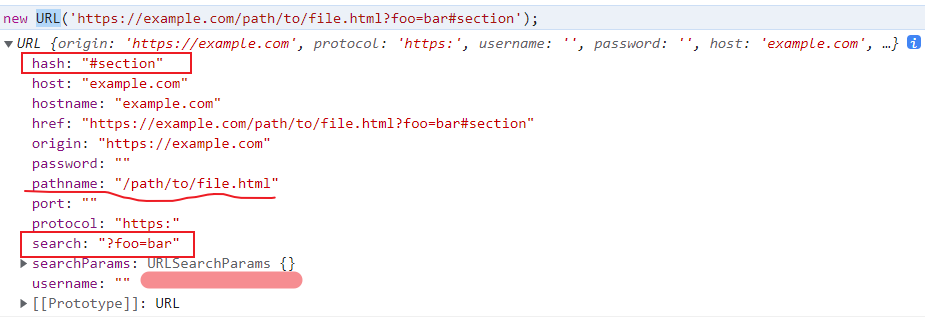 new URL('https://example.com/path/to/file.html?foo=bar#section');
URL {origin: 'https://example.com', protocol: 'https:', username: '', password: '', host: 'example.com', …} i
hash: "#section"
host: "example.com"
hostname: "example.com"
href: "https://example.com/path/to/file.html?foo=bar#section"
origin: "https://example.com"
password: ""
pathname: "/path/to/file.html"
port: ""
protocol: "https:"
search: "?foo=bar"
searchParams: URLSearchParams {}
username: ""
[[Prototype]]: URL